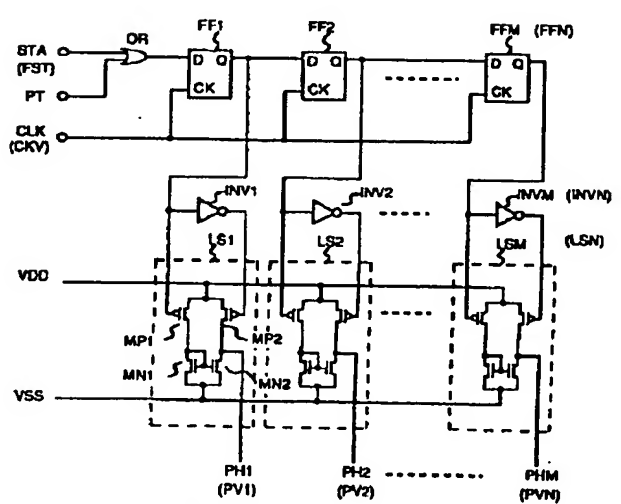 FF1 FF2 FFM (FFN)
STA OR
(FST)
D Q D Q D Q
PT
CK CK CK
CLK
(CKV)
INV1 INV2 INVM (INVN)
LS1 LS2 LSM (LSN)
VDD
MP1 MP2
MN1 MN2
VSS
PH1 PH2 PHM
(PV1) (PV2) (PVN)